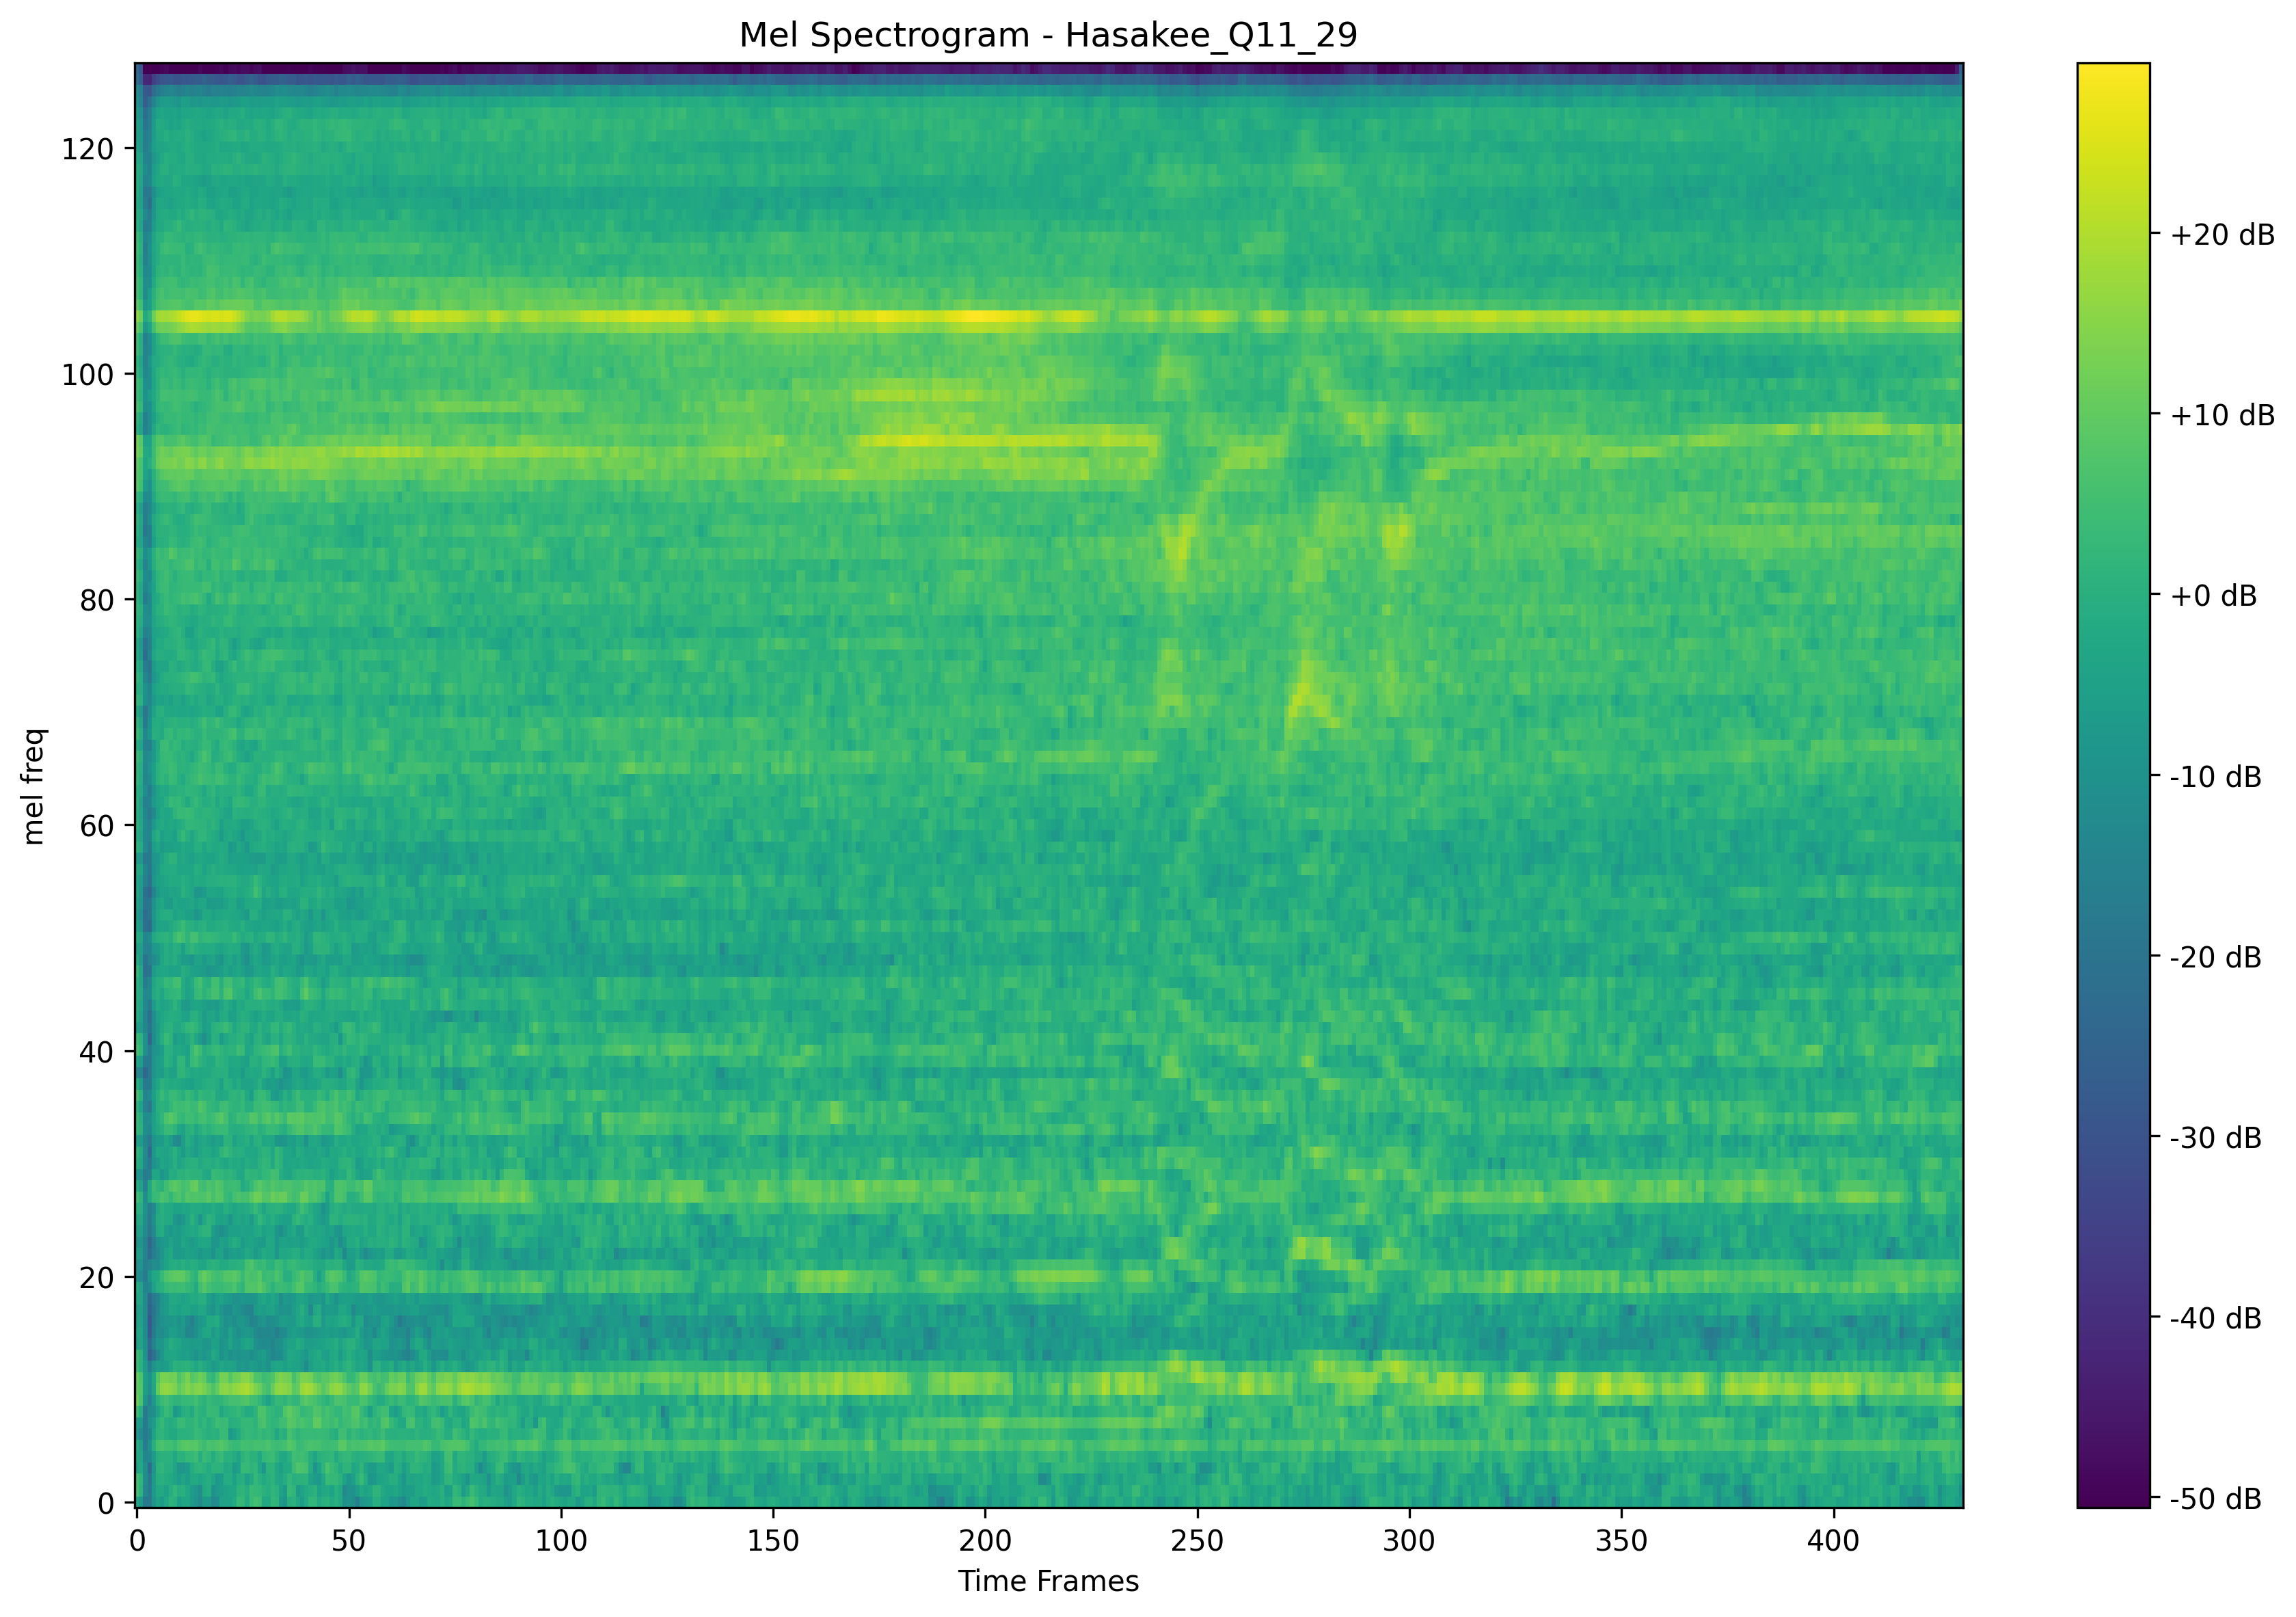 Mel Spectrogram - Hasakee_Q11_29
mel freq
120
100
80
60
40
20
0
0 50 100 150 200 250 300 350 400
Time Frames
+20 dB
+10 dB
+0 dB
-10 dB
-20 dB
-30 dB
-40 dB
-50 dB